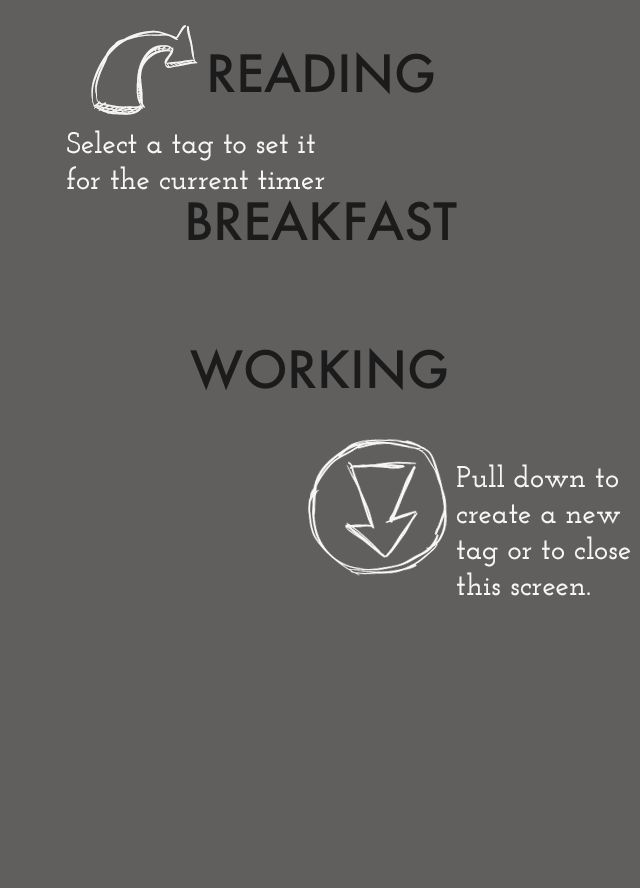 READING
Select a tag to set it
for the current timer
BREAKFAST
WORKING
Pull down to
create a new
tag or to close
this screen.